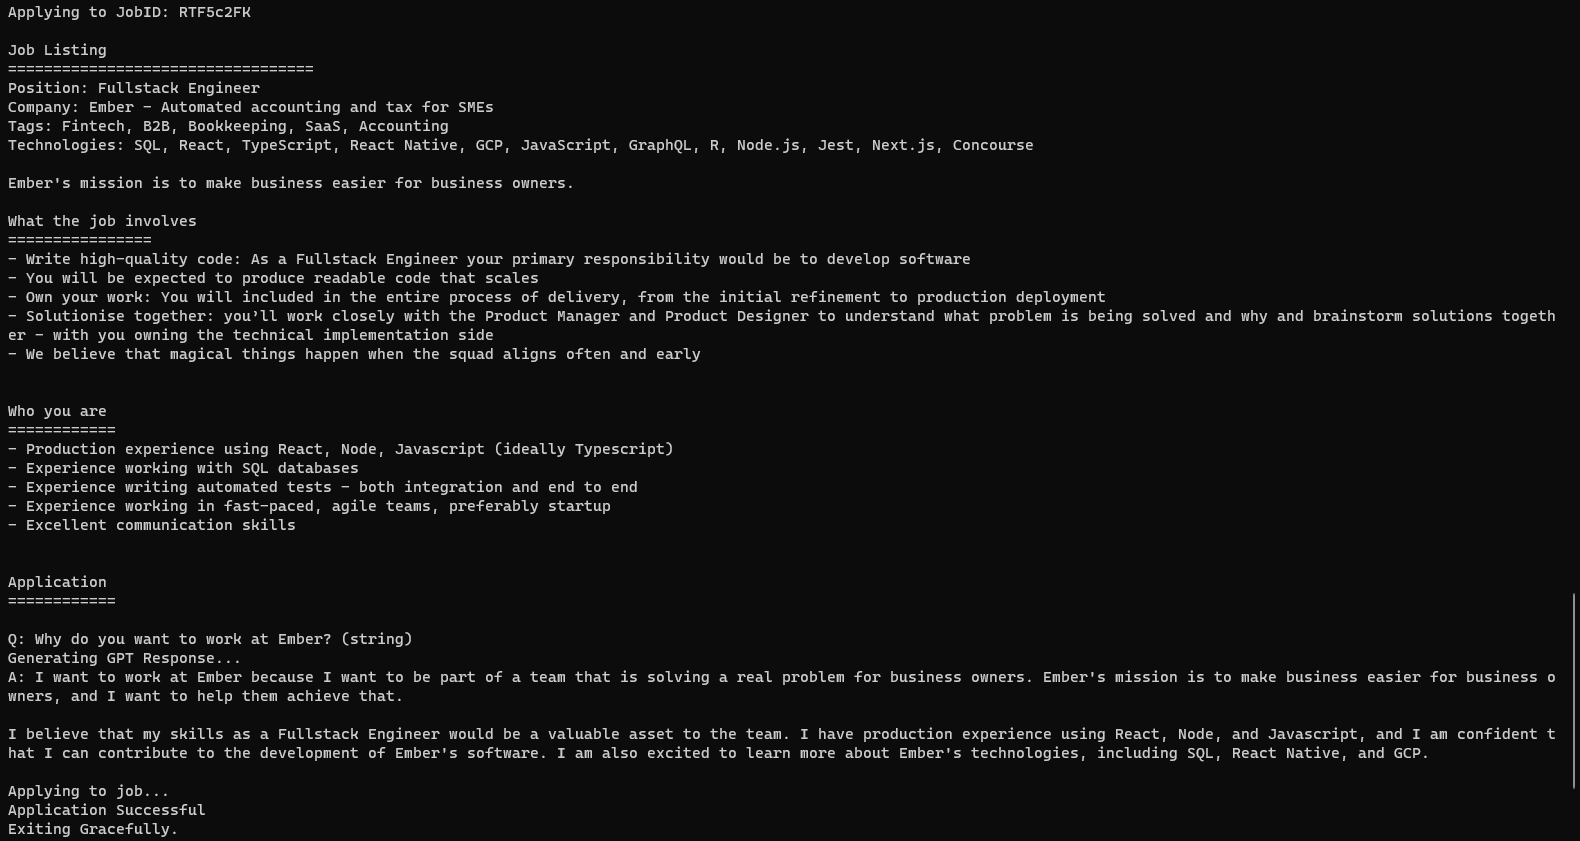 Applying to JobID: RTF5c2FK
Job Listing
==================================
Position: Fullstack Engineer
Company: Ember - Automated accounting and tax for SMEs
Tags: Fintech, B2B, Bookkeeping, SaaS, Accounting
Technologies: SQL, React, TypeScript, React Native, GCP, JavaScript, GraphQL, R, Node.js, Jest, Next.js, Concourse
Ember's mission is to make business easier for business owners.
What the job involves
================
- Write high-quality code: As a Fullstack Engineer your primary responsibility would be to develop software
- You will be expected to produce readable code that scales
- Own your work: You will included in the entire process of delivery, from the initial refinement to production deployment
- Solutionise together: you’ll work closely with the Product Manager and Product Designer to understand what problem is being solved and why and brainstorm solutions togeth
er - with you owning the technical implementation side
- We believe that magical things happen when the squad aligns often and early
Who you are
============
- Production experience using React, Node, Javascript (ideally Typescript)
- Experience working with SQL databases
- Experience writing automated tests - both integration and end to end
- Experience working in fast-paced, agile teams, preferably startup
- Excellent communication skills
Application
============
Q: Why do you want to work at Ember? (string)
Generating GPT Response...
A: I want to work at Ember because I want to be part of a team that is solving a real problem for business owners. Ember's mission is to make business easier for business o
wners, and I want to help them achieve that.
I believe that my skills as a Fullstack Engineer would be a valuable asset to the team. I have production experience using React, Node, and Javascript, and I am confident t
hat I can contribute to the development of Ember's software. I am also excited to learn more about Ember's technologies, including SQL, React Native, and GCP.
Applying to job...
Application Successful
Exiting Gracefully.